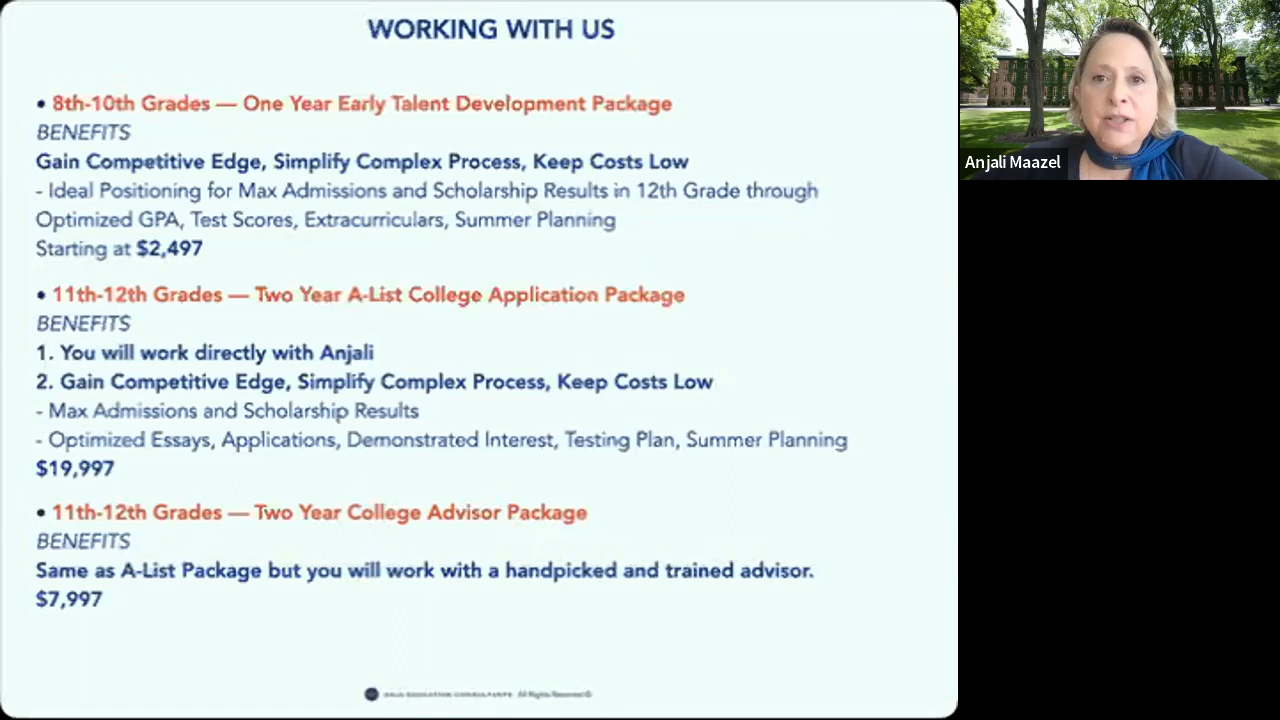 WORKING WITH US
• 8th-10th Grades — One Year Early Talent Development Package
BENEFITS
Gain Competitive Edge, Simplify Complex Process, Keep Costs Low
- Ideal Positioning for Max Admissions and Scholarship Results in 12th Grade through
Optimized GPA, Test Scores, Extracurriculars, Summer Planning
Starting at $2,497
• 11th-12th Grades — Two Year A-List College Application Package
BENEFITS
1. You will work directly with Anjali
2. Gain Competitive Edge, Simplify Complex Process, Keep Costs Low
- Max Admissions and Scholarship Results
- Optimized Essays, Applications, Demonstrated Interest, Testing Plan, Summer Planning
$19,997
• 11th-12th Grades — Two Year College Advisor Package
BENEFITS
Same as A-List Package but you will work with a handpicked and trained advisor.
$7,997
EDUCATION CONSULTANTS All Rights Reserved ©
Anjali Maazel